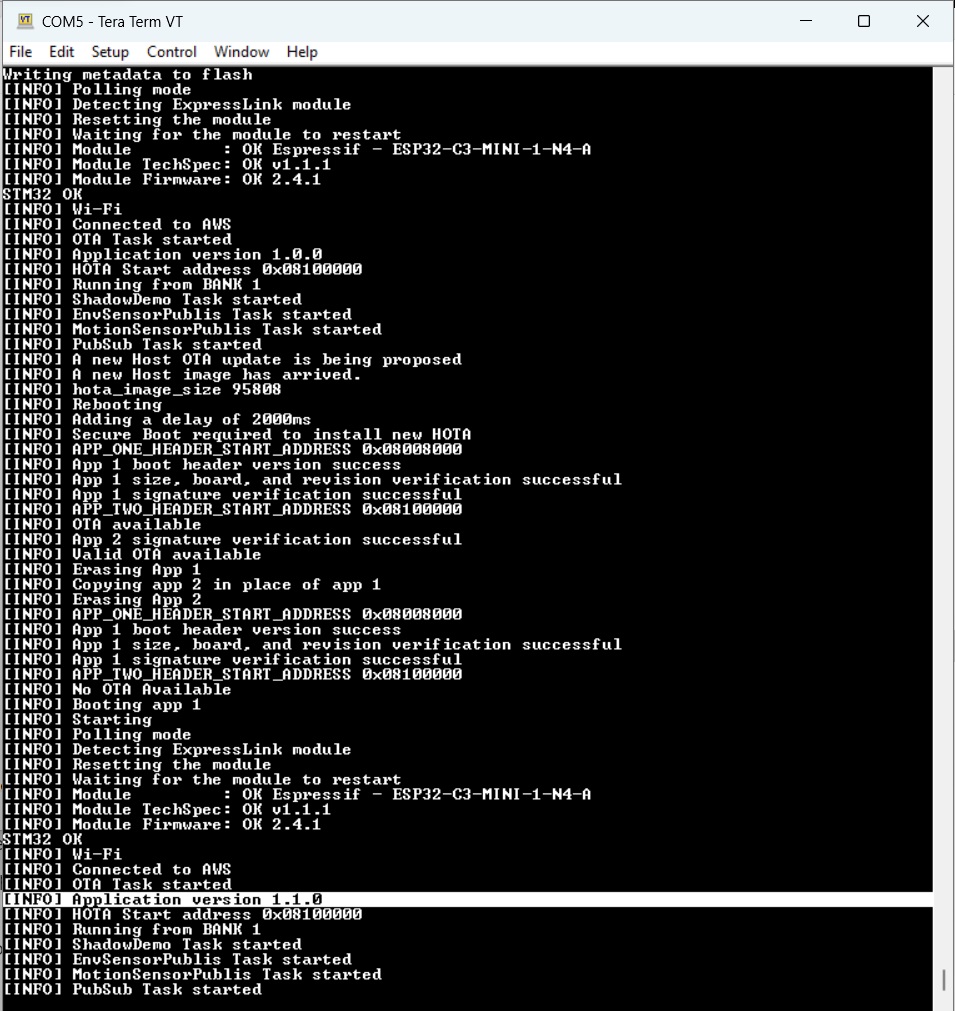 COM5 - Tera Term VT
File Edit Setup Control Window Help
Writing metadata to flash
[INFO] Polling mode
[INFO] Detecting ExpressLink module
[INFO] Resetting the module
[INFO] Waiting for the module to restart
[INFO] Module         : OK Espressif - ESP32-C3-MINI-1-N4-A
[INFO] Module TechSpec: OK v1.1.1
[INFO] Module Firmware: OK 2.4.1
STM32 OK
[INFO] Wi-Fi
[INFO] Connected to AWS
[INFO] OTA Task started
[INFO] Application version 1.0.0
[INFO] HOTA Start address 0x08100000
[INFO] Running from BANK 1
[INFO] ShadowDemo Task started
[INFO] EnvSensorPublis Task started
[INFO] MotionSensorPublis Task started
[INFO] PubSub Task started
[INFO] A new Host OTA update is being proposed
[INFO] A new Host image has arrived.
[INFO] hota_image_size 95808
[INFO] Rebooting
[INFO] Adding a delay of 2000ms
[INFO] Secure Boot required to install new HOTA
[INFO] APP_ONE_HEADER_START_ADDRESS 0x08008000
[INFO] App 1 boot header version success
[INFO] App 1 size, board, and revision verification successful
[INFO] App 1 signature verification successful
[INFO] APP_TWO_HEADER_START_ADDRESS 0x08100000
[INFO] OTA available
[INFO] App 2 signature verification successful
[INFO] Valid OTA available
[INFO] Erasing App 1
[INFO] Copying app 2 in place of app 1
[INFO] Erasing App 2
[INFO] APP_ONE_HEADER_START_ADDRESS 0x08008000
[INFO] App 1 boot header version success
[INFO] App 1 size, board, and revision verification successful
[INFO] App 1 signature verification successful
[INFO] APP_TWO_HEADER_START_ADDRESS 0x08100000
[INFO] No OTA Available
[INFO] Booting app 1
[INFO] Starting
[INFO] Polling mode
[INFO] Detecting ExpressLink module
[INFO] Resetting the module
[INFO] Waiting for the module to restart
[INFO] Module         : OK Espressif - ESP32-C3-MINI-1-N4-A
[INFO] Module TechSpec: OK v1.1.1
[INFO] Module Firmware: OK 2.4.1
STM32 OK
[INFO] Wi-Fi
[INFO] Connected to AWS
[INFO] OTA Task started
[INFO] Application version 1.1.0
[INFO] HOTA Start address 0x08100000
[INFO] Running from BANK 1
[INFO] ShadowDemo Task started
[INFO] EnvSensorPublis Task started
[INFO] MotionSensorPublis Task started
[INFO] PubSub Task started